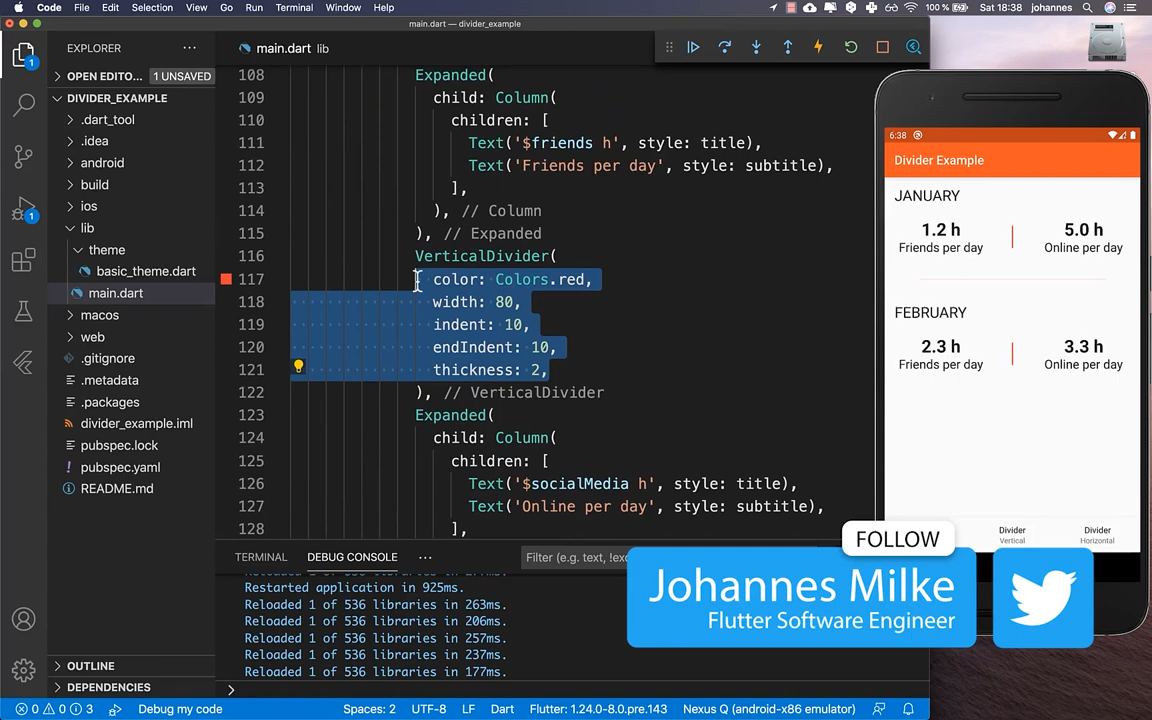 Code File Edit Selection View Go Run Terminal Window Help 100 % Sat 18:38 johannes
main.dart — divider_example
EXPLORER
OPEN EDITO... 1 UNSAVED
DIVIDER_EXAMPLE
.dart_tool
.idea
android
build
ios
lib
theme
basic_theme.dart
main.dart
macos
web
.gitignore
.metadata
.packages
divider_example.iml
pubspec.lock
pubspec.yaml
README.md
OUTLINE
DEPENDENCIES
1
1
main.dart lib
108 Expanded(
109 child: Column(
110 children: [
111 Text('$friends h', style: title),
112 Text('Friends per day', style: subtitle),
113 ],
114 ), // Column
115 ), // Expanded
116 VerticalDivider(
117 color: Colors.red,
118 width: 80,
119 indent: 10,
120 endIndent: 10,
121 thickness: 2,
122 ), // VerticalDivider
123 Expanded(
124 child: Column(
125 children: [
126 Text('$socialMedia h', style: title),
127 Text('Online per day', style: subtitle),
128 ],
TERMINAL DEBUG CONSOLE ··· Filter (e.g. text, !exc
Restarted application in 925ms.
Reloaded 1 of 536 libraries in 263ms.
Reloaded 1 of 536 libraries in 206ms.
Reloaded 1 of 536 libraries in 257ms.
Reloaded 1 of 536 libraries in 237ms.
Reloaded 1 of 536 libraries in 177ms.
6:38
Divider Example
JANUARY
1.2 h 5.0 h
Friends per day Online per day
FEBRUARY
2.3 h 3.3 h
Friends per day Online per day
Divider Divider
Vertical Horizontal
FOLLOW
Johannes Milke
Flutter Software Engineer
0 0 3 Debug my code Spaces: 2 UTF-8 LF Dart Flutter: 1.24.0-8.0.pre.143 Nexus Q (android-x86 emulator)